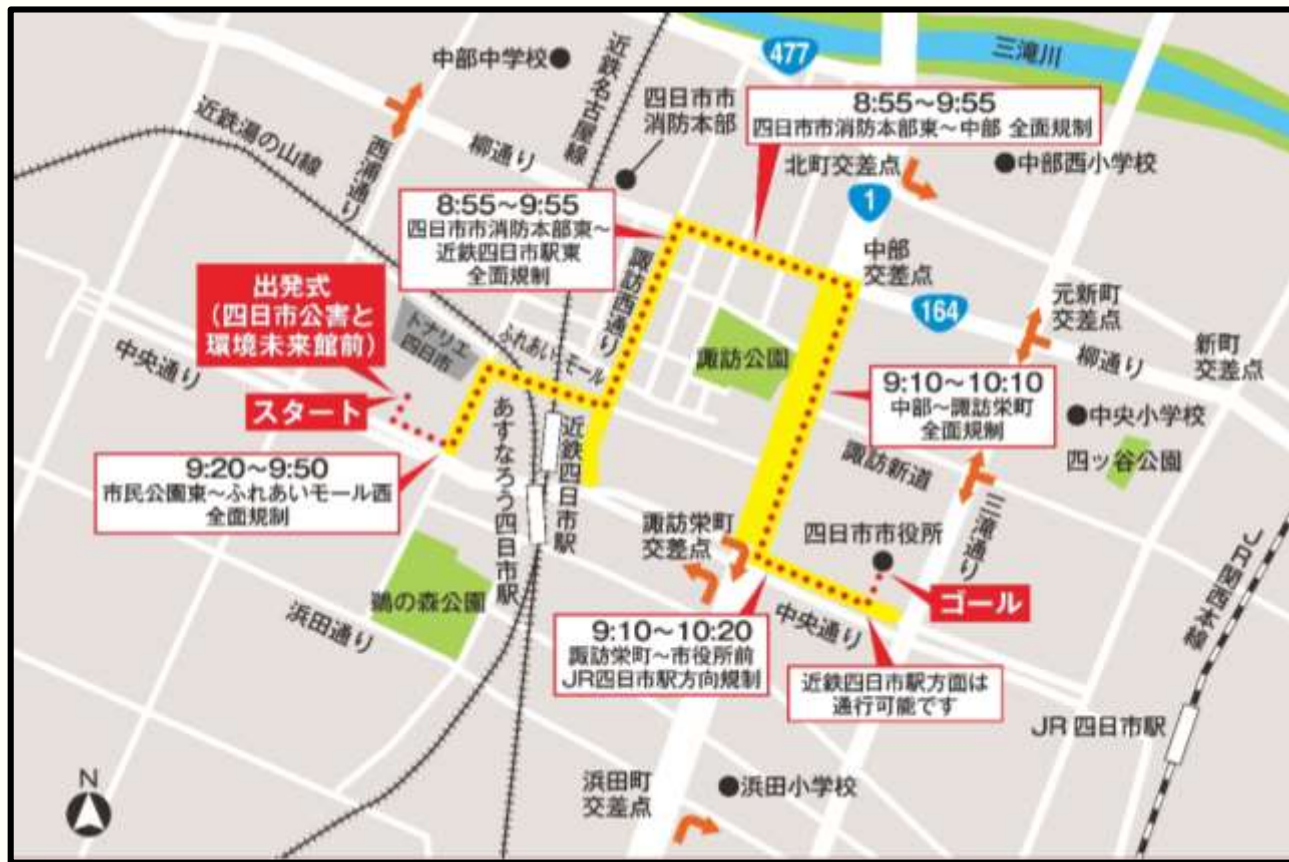 477
三滝川
中部中学校
近鉄名古屋線
四日市市
消防本部
8:55～9:55
四日市市消防本部東～中部 全面規制
近鉄湯の山線
西浦通り
柳通り
北町交差点
中部西小学校
1
8:55～9:55
四日市市消防本部東～
近鉄四日市駅東
全面規制
諏訪西通り
中部
交差点
出発式
（四日市公害と
環境未来館前）
164
元新町
交差点
トナリエ
四日市
ふれあいモール
中央通り
諏訪公園
柳通り
新町
交差点
9:10～10:10
中部～諏訪栄町
全面規制
スタート
中央小学校
あすなろう四日市駅
近鉄四日市駅
9:20～9:50
市民公園東～ふれあいモール西
全面規制
諏訪新道
四ッ谷公園
諏訪栄町
交差点
四日市市役所
三滝通り
JR関西本線
鵜の森公園
ゴール
浜田通り
9:10～10:20
諏訪栄町～市役所前
JR四日市駅方向規制
中央通り
近鉄四日市駅方面は
通行可能です
JR 四日市駅
N
浜田町
交差点
浜田小学校